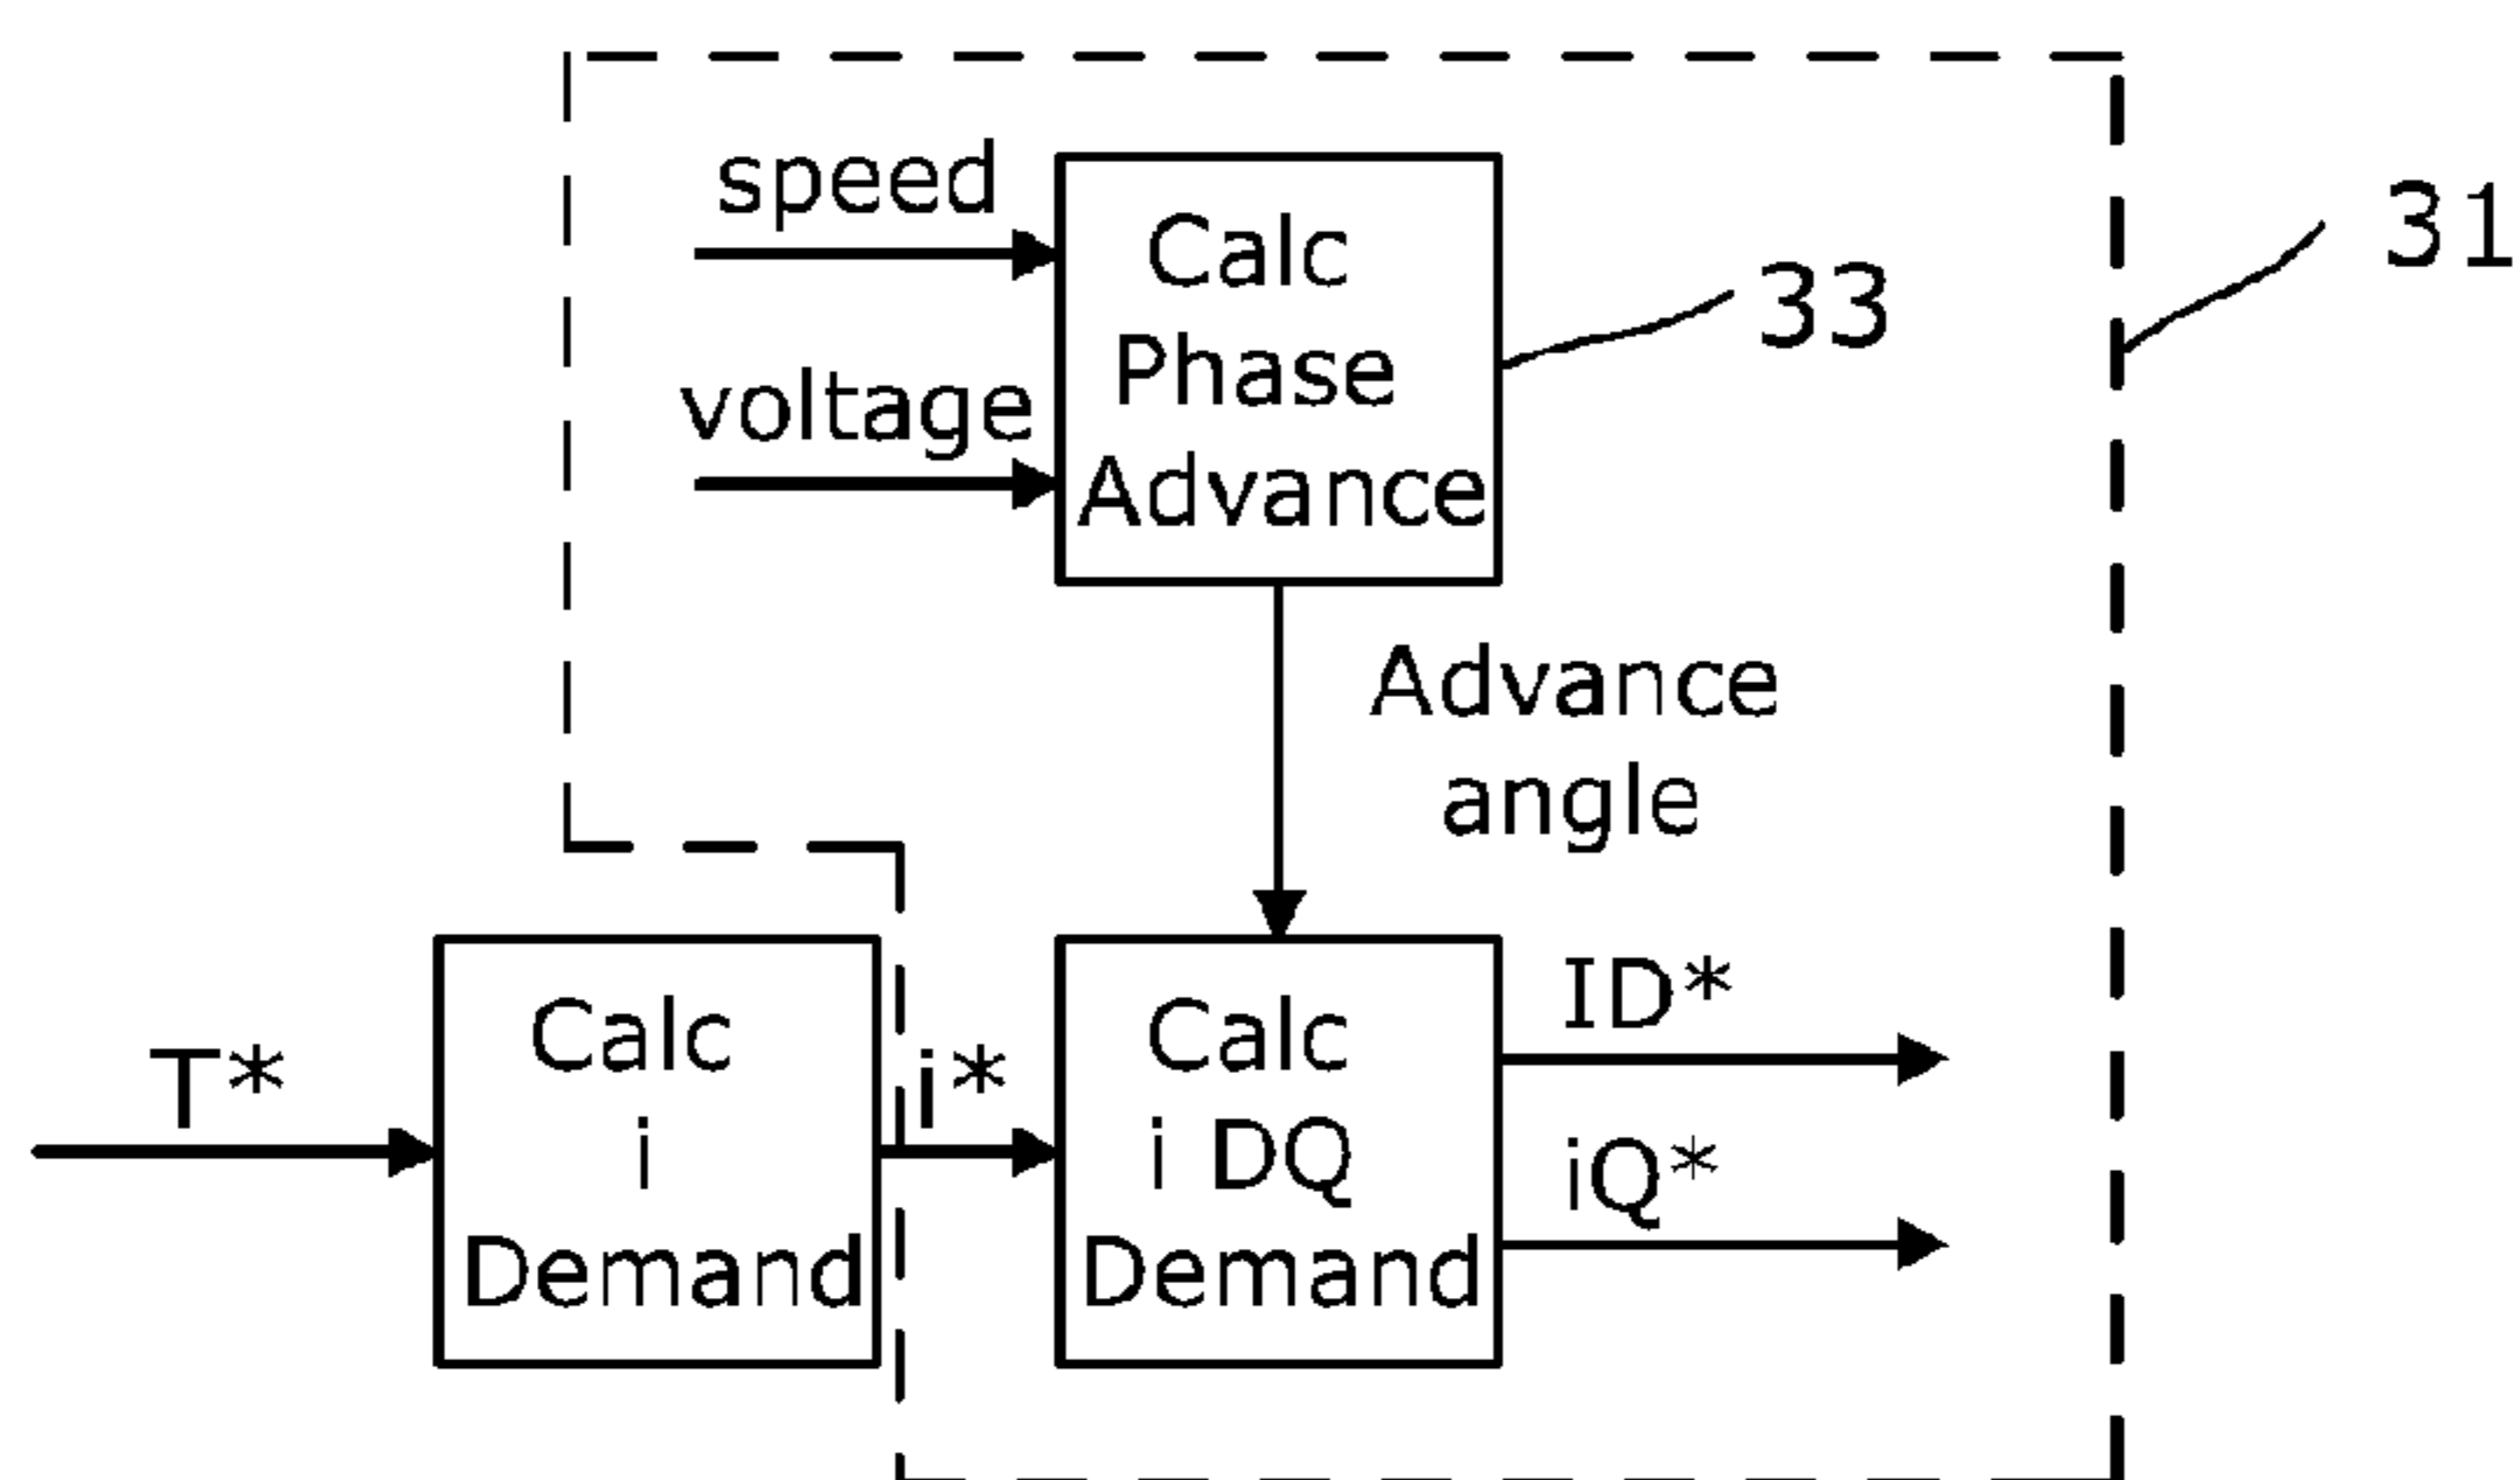 speed
voltage
Calc
Phase
Advance
33
31
Advance
angle
T*
Calc
i
Demand
i*
Calc
i DQ
Demand
ID*
iQ*